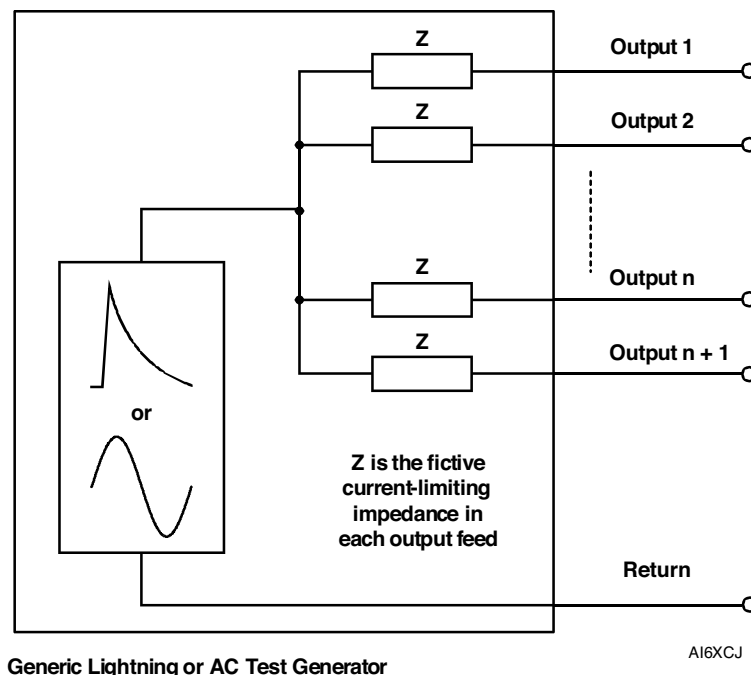 Z
Output 1
Z
Output 2
Z
Output n
Z
Output n + 1
or
Z is the fictive
current-limiting
impedance in
each output feed
Return
AI6XCJ
Generic Lightning or AC Test Generator